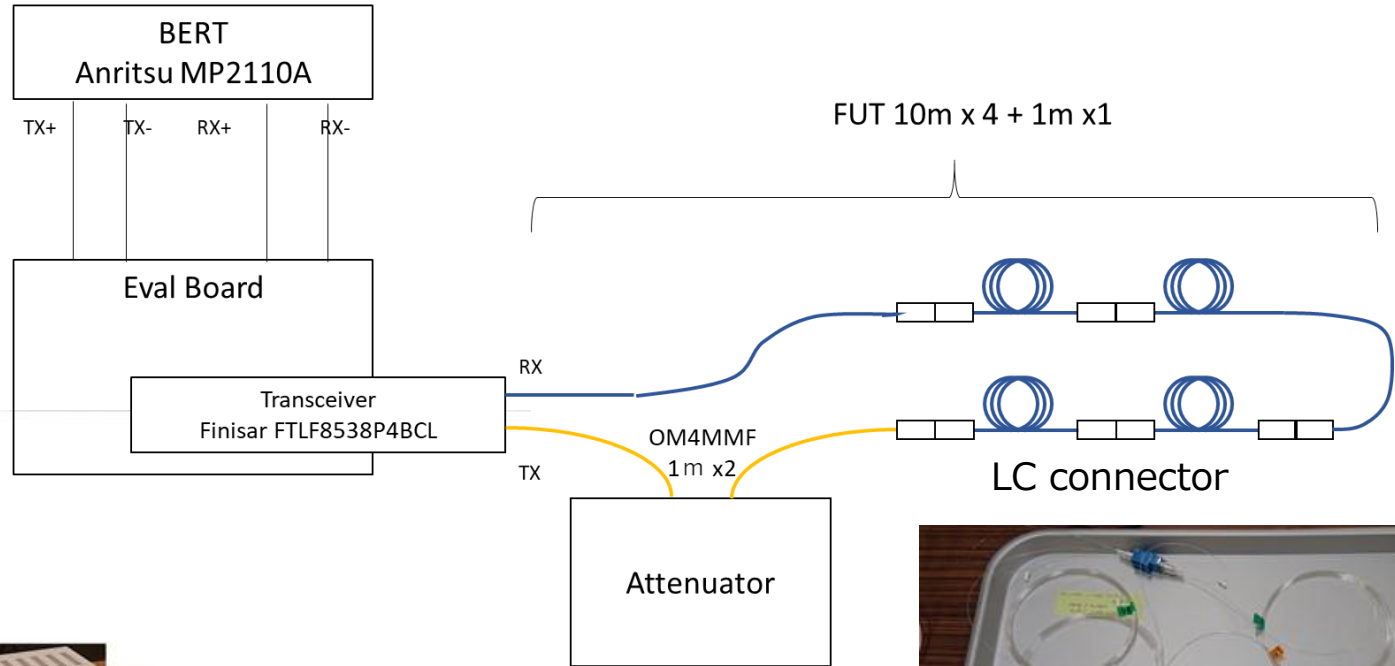 BERT
Anritsu MP2110A
TX+ TX- RX+ RX-
FUT 10m x 4 + 1m x1
Eval Board
RX
Transceiver
Finisar FTLF8538P4BCL
OM4MMF
1m x2
TX
LC connector
Attenuator